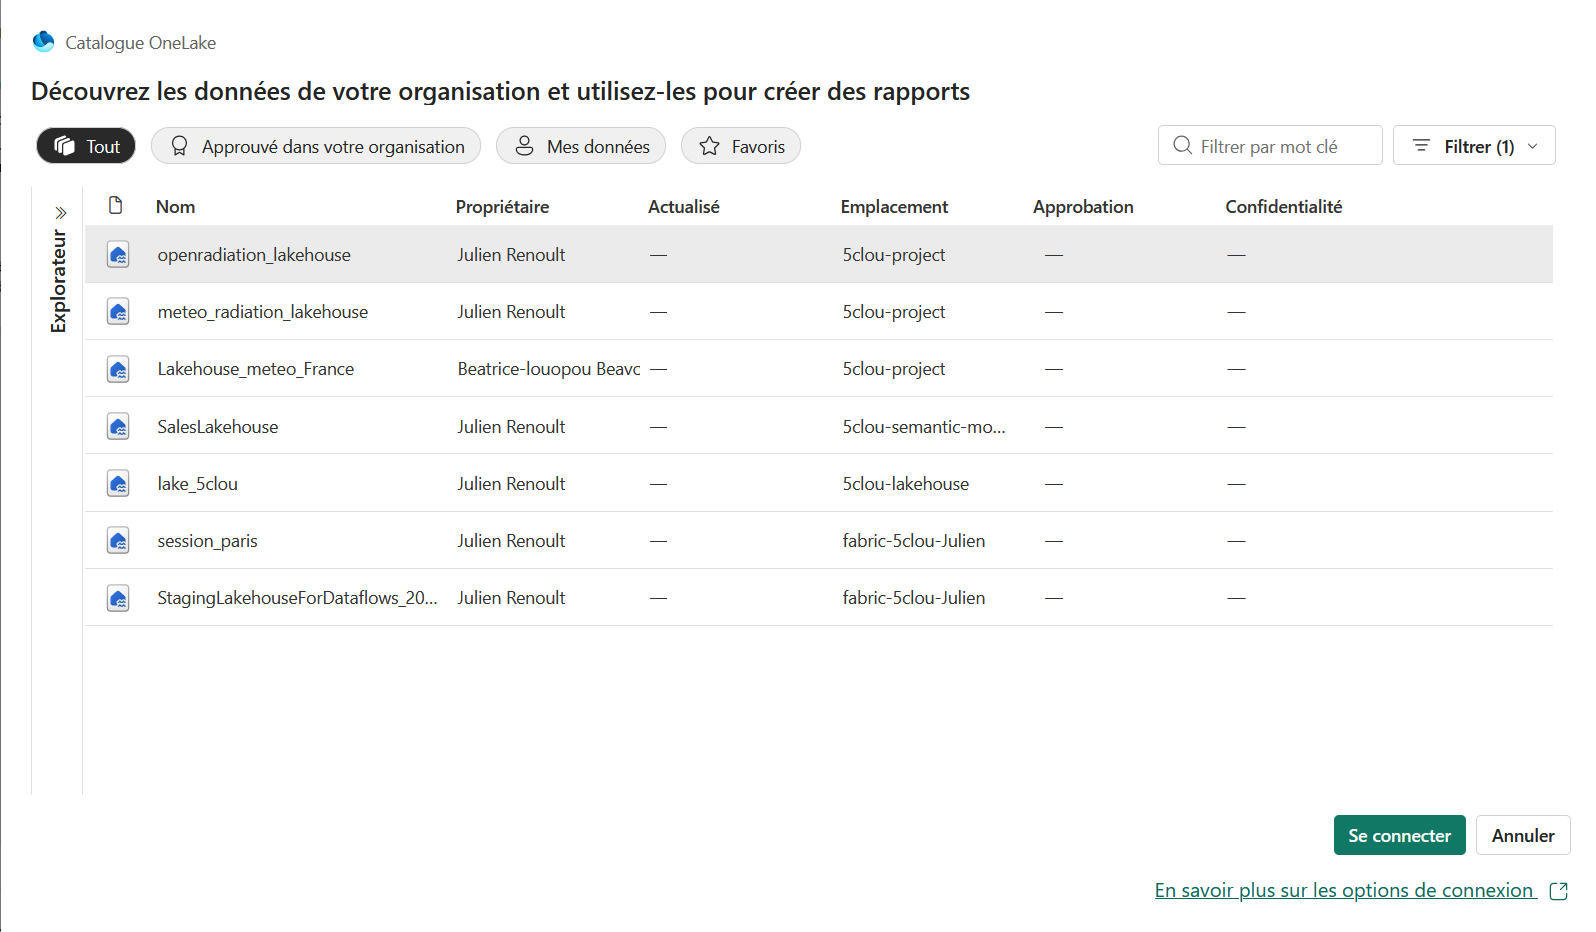 Catalogue OneLake
Découvrez les données de votre organisation et utilisez-les pour créer des rapports
Tout Approuvé dans votre organisation Mes données Favoris Filtrer par mot clé Filtrer (1)
Explorateur
Nom Propriétaire Actualisé Emplacement Approbation Confidentialité
openradiation_lakehouse Julien Renoult — 5clou-project — —
meteo_radiation_lakehouse Julien Renoult — 5clou-project — —
Lakehouse_meteo_France Beatrice-louopou Beavc — 5clou-project — —
SalesLakehouse Julien Renoult — 5clou-semantic-mo... — —
lake_5clou Julien Renoult — 5clou-lakehouse — —
session_paris Julien Renoult — fabric-5clou-Julien — —
StagingLakehouseForDataflows_20... Julien Renoult — fabric-5clou-Julien — —
Se connecter Annuler
En savoir plus sur les options de connexion